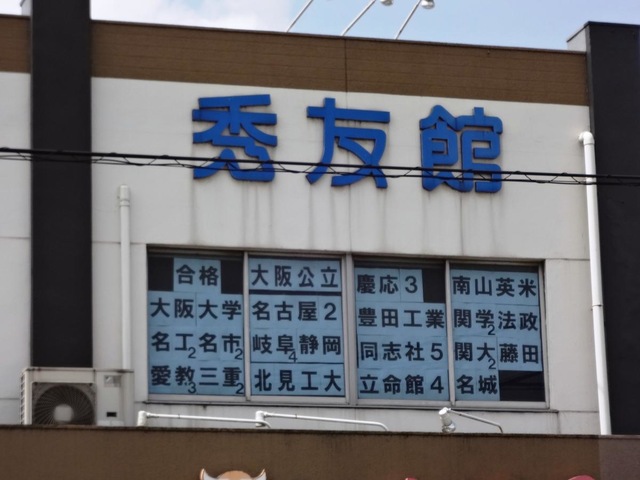 秀友館
合格
大阪大学
名工2名市2
愛教3三重2
大阪公立
名古屋2
岐阜4静岡
北見工大
慶応3
豊田工業
同志社5
立命館4
南山英米
関学2法政
関大2藤田
名城